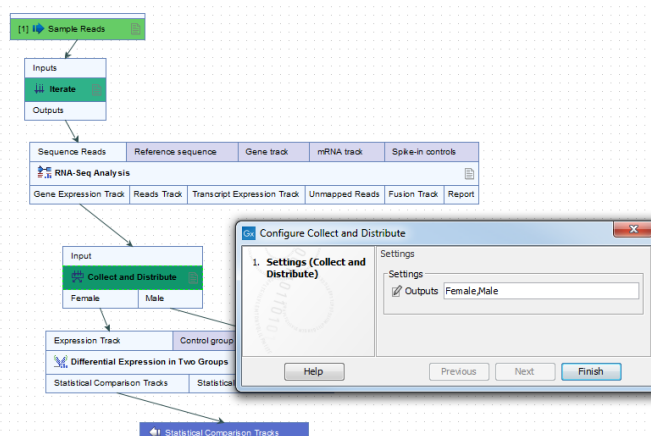 [1] Sample Reads
Inputs
Iterate
Outputs
Sequence Reads Reference sequence Gene track mRNA track Spike-in controls
RNA-Seq Analysis
Gene Expression Track Reads Track Transcript Expression Track Unmapped Reads Fusion Track Report
Input
Collect and Distribute
Female Male
Expression Track Control group
Differential Expression in Two Groups
Statistical Comparison Tracks Statistical
Statistical Comparison Tracks
Gx Configure Collect and Distribute
1. Settings (Collect and
Distribute)
Settings
Settings
Outputs Female,Male
Help Previous Next Finish